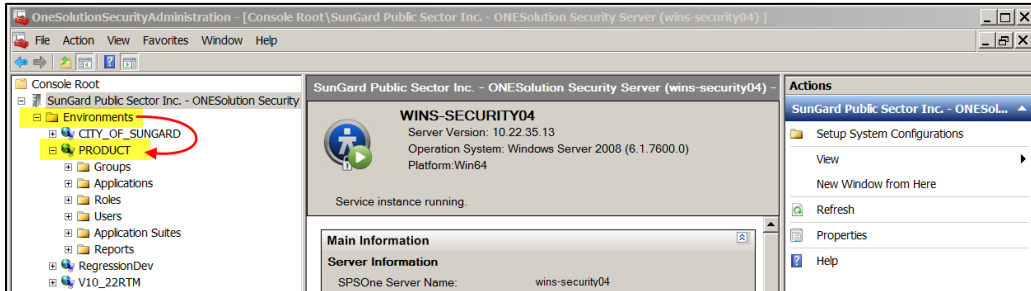 OneSolutionSecurityAdministration - [Console Root\SunGard Public Sector Inc. - ONESolution Security Server (wins-security04) ]
File Action View Favorites Window Help
Console Root
SunGard Public Sector Inc. - ONESolution Security
Environments
CITY_OF_SUNGARD
PRODUCT
Groups
Applications
Roles
Users
Application Suites
Reports
RegressionDev
V10_22RTM
SunGard Public Sector Inc. - ONESolution Security Server (wins-security04) -
WINS-SECURITY04
Server Version: 10.22.35.13
Operation System: Windows Server 2008 (6.1.7600.0)
Platform:Win64
Service instance running.
Main Information
Server Information
SPSOne Server Name: wins-security04
Actions
SunGard Public Sector Inc. - ONESol...
Setup System Configurations
View
New Window from Here
Refresh
Properties
Help